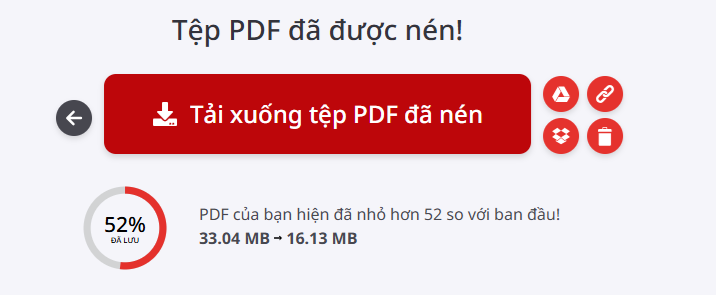 Tệp PDF đã được nén!
Tải xuống tệp PDF đã nén
52%
ĐÃ LƯU
PDF của bạn hiện đã nhỏ hơn 52 so với ban đầu!
33.04 MB → 16.13 MB